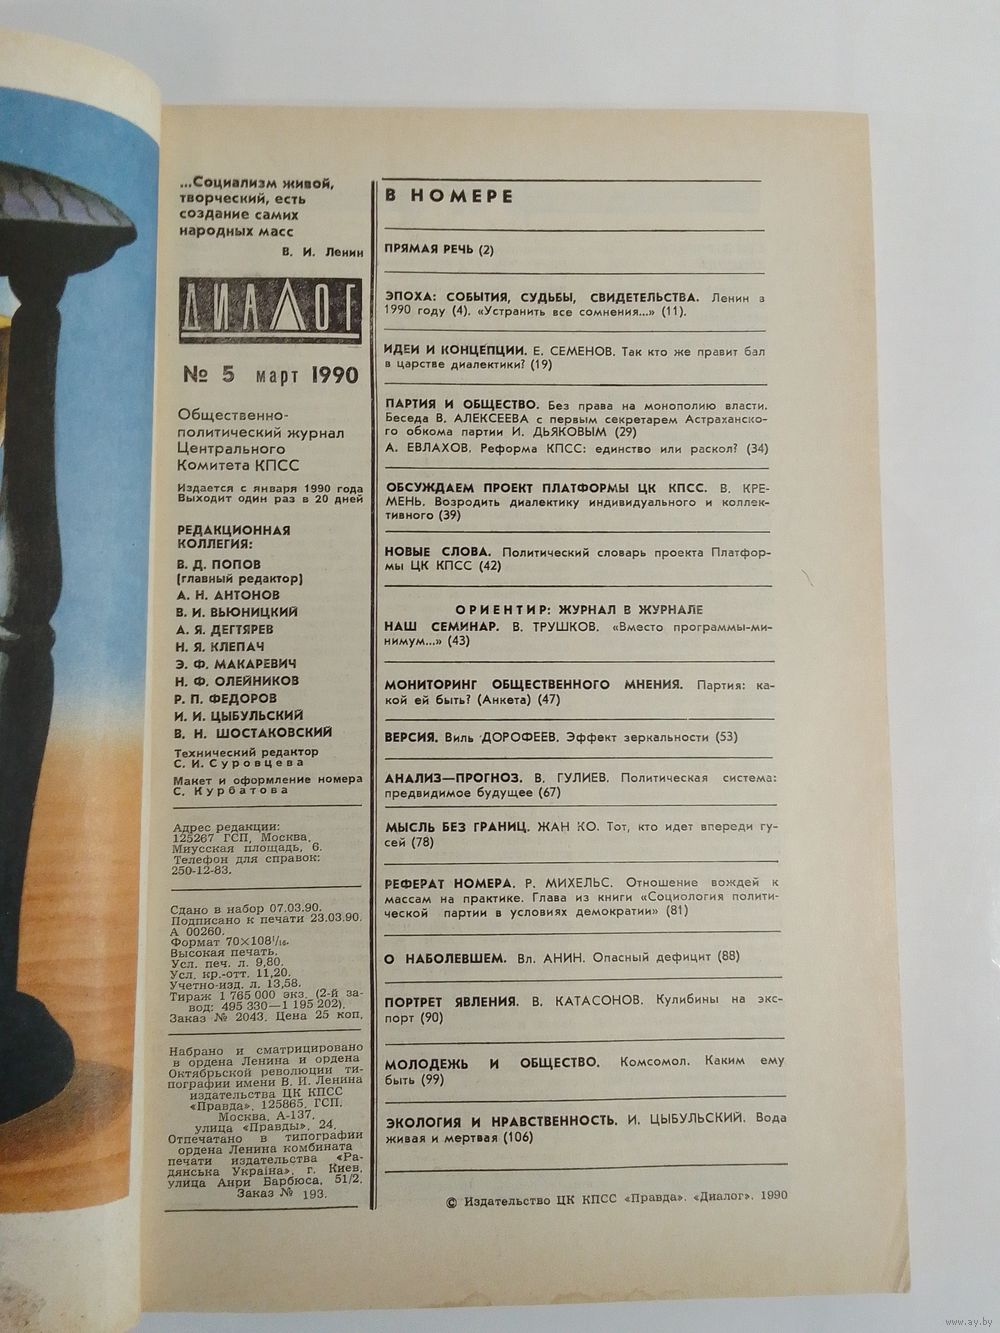 ...Социализм живой,
творческий, есть
создание самих
народных масс
В. И. Ленин
ДИАЛОГ
№ 5 март 1990
Общественно-
политический журнал
Центрального
Комитета КПСС
Издается с января 1990 года
Выходит один раз в 20 дней
РЕДАКЦИОННАЯ
КОЛЛЕГИЯ:
В. Д. ПОПОВ
(главный редактор)
А. Н. АНТОНОВ
В. И. ВЬЮНИЦКИЙ
А. Я. ДЕГТЯРЕВ
Н. Я. КЛЕПАЧ
Э. Ф. МАКАРЕВИЧ
Н. Ф. ОЛЕЙНИКОВ
Р. П. ФЕДОРОВ
И. И. ЦЫБУЛЬСКИЙ
В. Н. ШОСТАКОВСКИЙ
Технический редактор
С. И. Суровцева
Макет и оформление номера
С. Курбатова
Адрес редакции:
125267 ГСП, Москва,
Миусская площадь, 6.
Телефон для справок:
250-12-83.
Сдано в набор 07.03.90.
Подписано к печати 23.03.90.
А 00260.
Формат 70×108 1/16.
Высокая печать.
Усл. печ. л. 9,80.
Усл. кр.-отт. 11,20.
Учетно-изд. л. 13,58.
Тираж 1 765 000 экз. (2-й за-
вод: 495 330—1 195 202).
Заказ № 2043. Цена 25 коп.
Набрано и сматрицировано
в ордена Ленина и ордена
Октябрьской революции ти-
пографии имени В. И. Ленина
издательства ЦК КПСС
«Правда». 125865, ГСП,
Москва, А-137,
улица «Правды», 24.
Отпечатано в типографии
ордена Ленина комбината
печати издательства «Ра-
дянська Україна», г. Киев,
улица Анри Барбюса, 51/2.
Заказ № 193.
В НОМЕРЕ
ПРЯМАЯ РЕЧЬ (2)
ЭПОХА: СОБЫТИЯ, СУДЬБЫ, СВИДЕТЕЛЬСТВА. Ленин в
1990 году (4). «Устранить все сомнения...» (11).
ИДЕИ И КОНЦЕПЦИИ. Е. СЕМЕНОВ. Так кто же правит бал
в царстве диалектики? (19)
ПАРТИЯ И ОБЩЕСТВО. Без права на монополию власти.
Беседа В. АЛЕКСЕЕВА с первым секретарем Астраханско-
го обкома партии И. ДЬЯКОВЫМ (29)
А. ЕВЛАХОВ. Реформа КПСС: единство или раскол? (34)
ОБСУЖДАЕМ ПРОЕКТ ПЛАТФОРМЫ ЦК КПСС. В. КРЕ-
МЕНЬ. Возродить диалектику индивидуального и коллек-
тивного (39)
НОВЫЕ СЛОВА. Политический словарь проекта Платфор-
мы ЦК КПСС (42)
ОРИЕНТИР: ЖУРНАЛ В ЖУРНАЛЕ
НАШ СЕМИНАР. В. ТРУШКОВ. «Вместо программы-ми-
нимум...» (43)
МОНИТОРИНГ ОБЩЕСТВЕННОГО МНЕНИЯ. Партия: ка-
кой ей быть? (Анкета) (47)
ВЕРСИЯ. Виль ДОРОФЕЕВ. Эффект зеркальности (53)
АНАЛИЗ—ПРОГНОЗ. В. ГУЛИЕВ. Политическая система:
предвидимое будущее (67)
МЫСЛЬ БЕЗ ГРАНИЦ. ЖАН КО. Тот, кто идет впереди гу-
сей (78)
РЕФЕРАТ НОМЕРА. Р. МИХЕЛЬС. Отношение вождей к
массам на практике. Глава из книги «Социология полити-
ческой партии в условиях демократии» (81)
О НАБОЛЕВШЕМ. Вл. АНИН. Опасный дефицит (88)
ПОРТРЕТ ЯВЛЕНИЯ. В. КАТАСОНОВ. Кулибины на экс-
порт (90)
МОЛОДЕЖЬ И ОБЩЕСТВО. Комсомол. Каким ему
быть (99)
ЭКОЛОГИЯ И НРАВСТВЕННОСТЬ. И. ЦЫБУЛЬСКИЙ. Вода
живая и мертвая (106)
© Издательство ЦК КПСС «Правда». «Диалог». 1990
www.ay.by